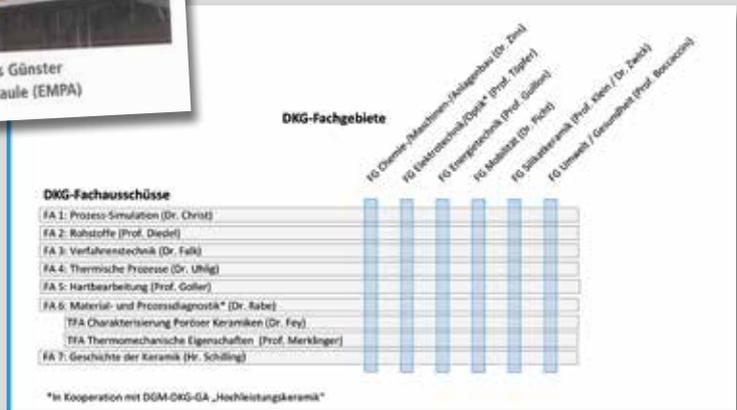 s Günster
aule (EMPA)
DKG-Fachgebiete
FG Chemie-/Maschinen-/Anlagenbau (Dr. Zins)
FG Elektrotechnik/Optik* (Prof. Töpfer)
FG Energietechnik (Prof. Guillon)
FG Mobilität (Dr. Picht)
FG Silikatkeramik (Prof. Klein / Dr. Zwick)
FG Umwelt / Gesundheit (Prof. Boccaccini)
DKG-Fachausschüsse
FA 1: Prozess-Simulation (Dr. Christ)
FA 2: Rohstoffe (Prof. Diedel)
FA 3: Verfahrenstechnik (Dr. Falk)
FA 4: Thermische Prozesse (Dr. Uhlig)
FA 5: Hartbearbeitung (Prof. Goller)
FA 6: Material- und Prozessdiagnostik* (Dr. Rabe)
TFA Charakterisierung Poröser Keramiken (Dr. Fey)
TFA Thermomechanische Eigenschaften (Prof. Merklinger)
FA 7: Geschichte der Keramik (Hr. Schilling)
*In Kooperation mit DGM-DKG-GA „Hochleistungskeramik"